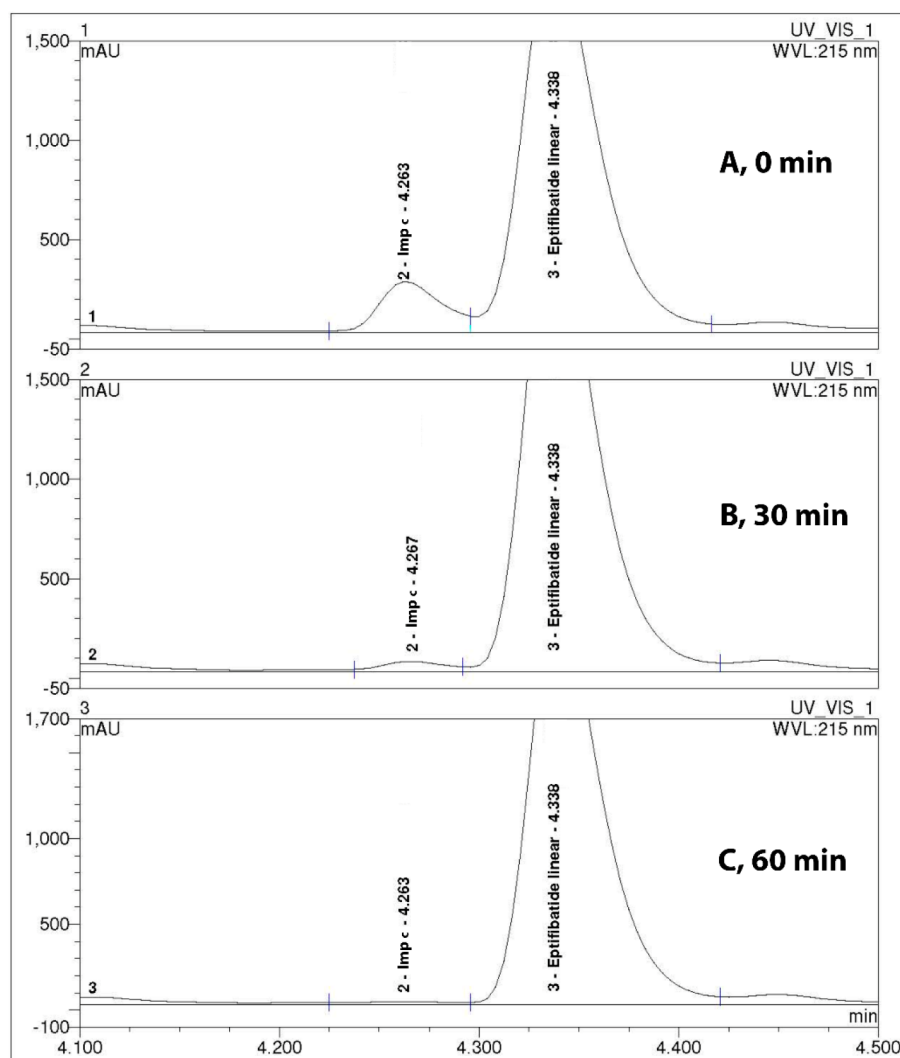 1
UV_VIS_1
mAU
WVL:215 nm
1,500
1,000
500
-50
2 - Imp c - 4.263
3 - Eptifibatide linear - 4.338
A, 0 min
1
2
UV_VIS_1
mAU
WVL:215 nm
1,500
1,000
500
-50
2 - Imp c - 4.267
3 - Eptifibatide linear - 4.338
B, 30 min
2
3
UV_VIS_1
mAU
WVL:215 nm
1,700
1,000
500
-100
2 - Imp c - 4.263
3 - Eptifibatide linear - 4.338
C, 60 min
3
min
4.100 4.200 4.300 4.400 4.500